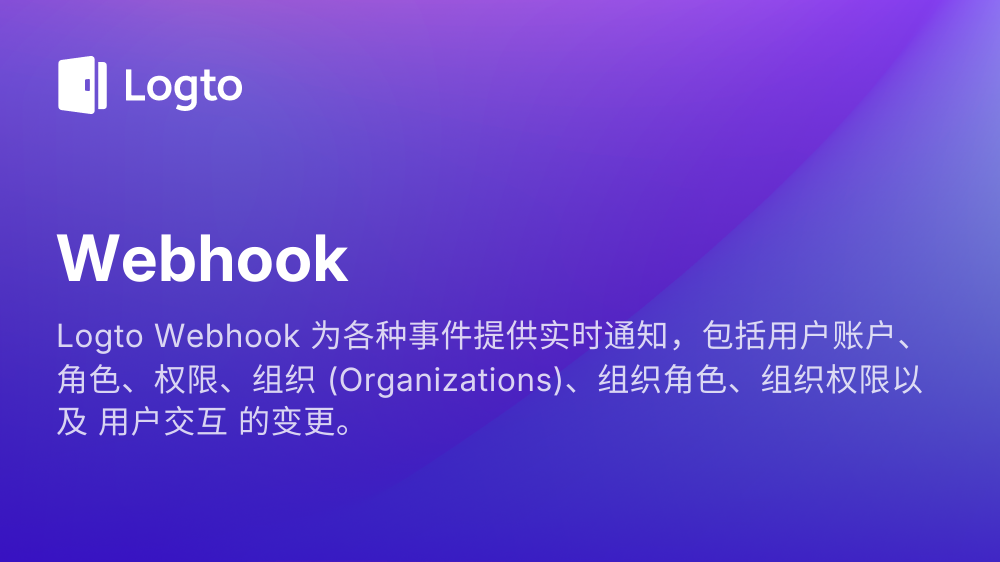 Logto
Webhook
Logto Webhook 为各种事件提供实时通知，包括用户账户、
角色、权限、组织 (Organizations)、组织角色、组织权限以
及 用户交互 的变更。